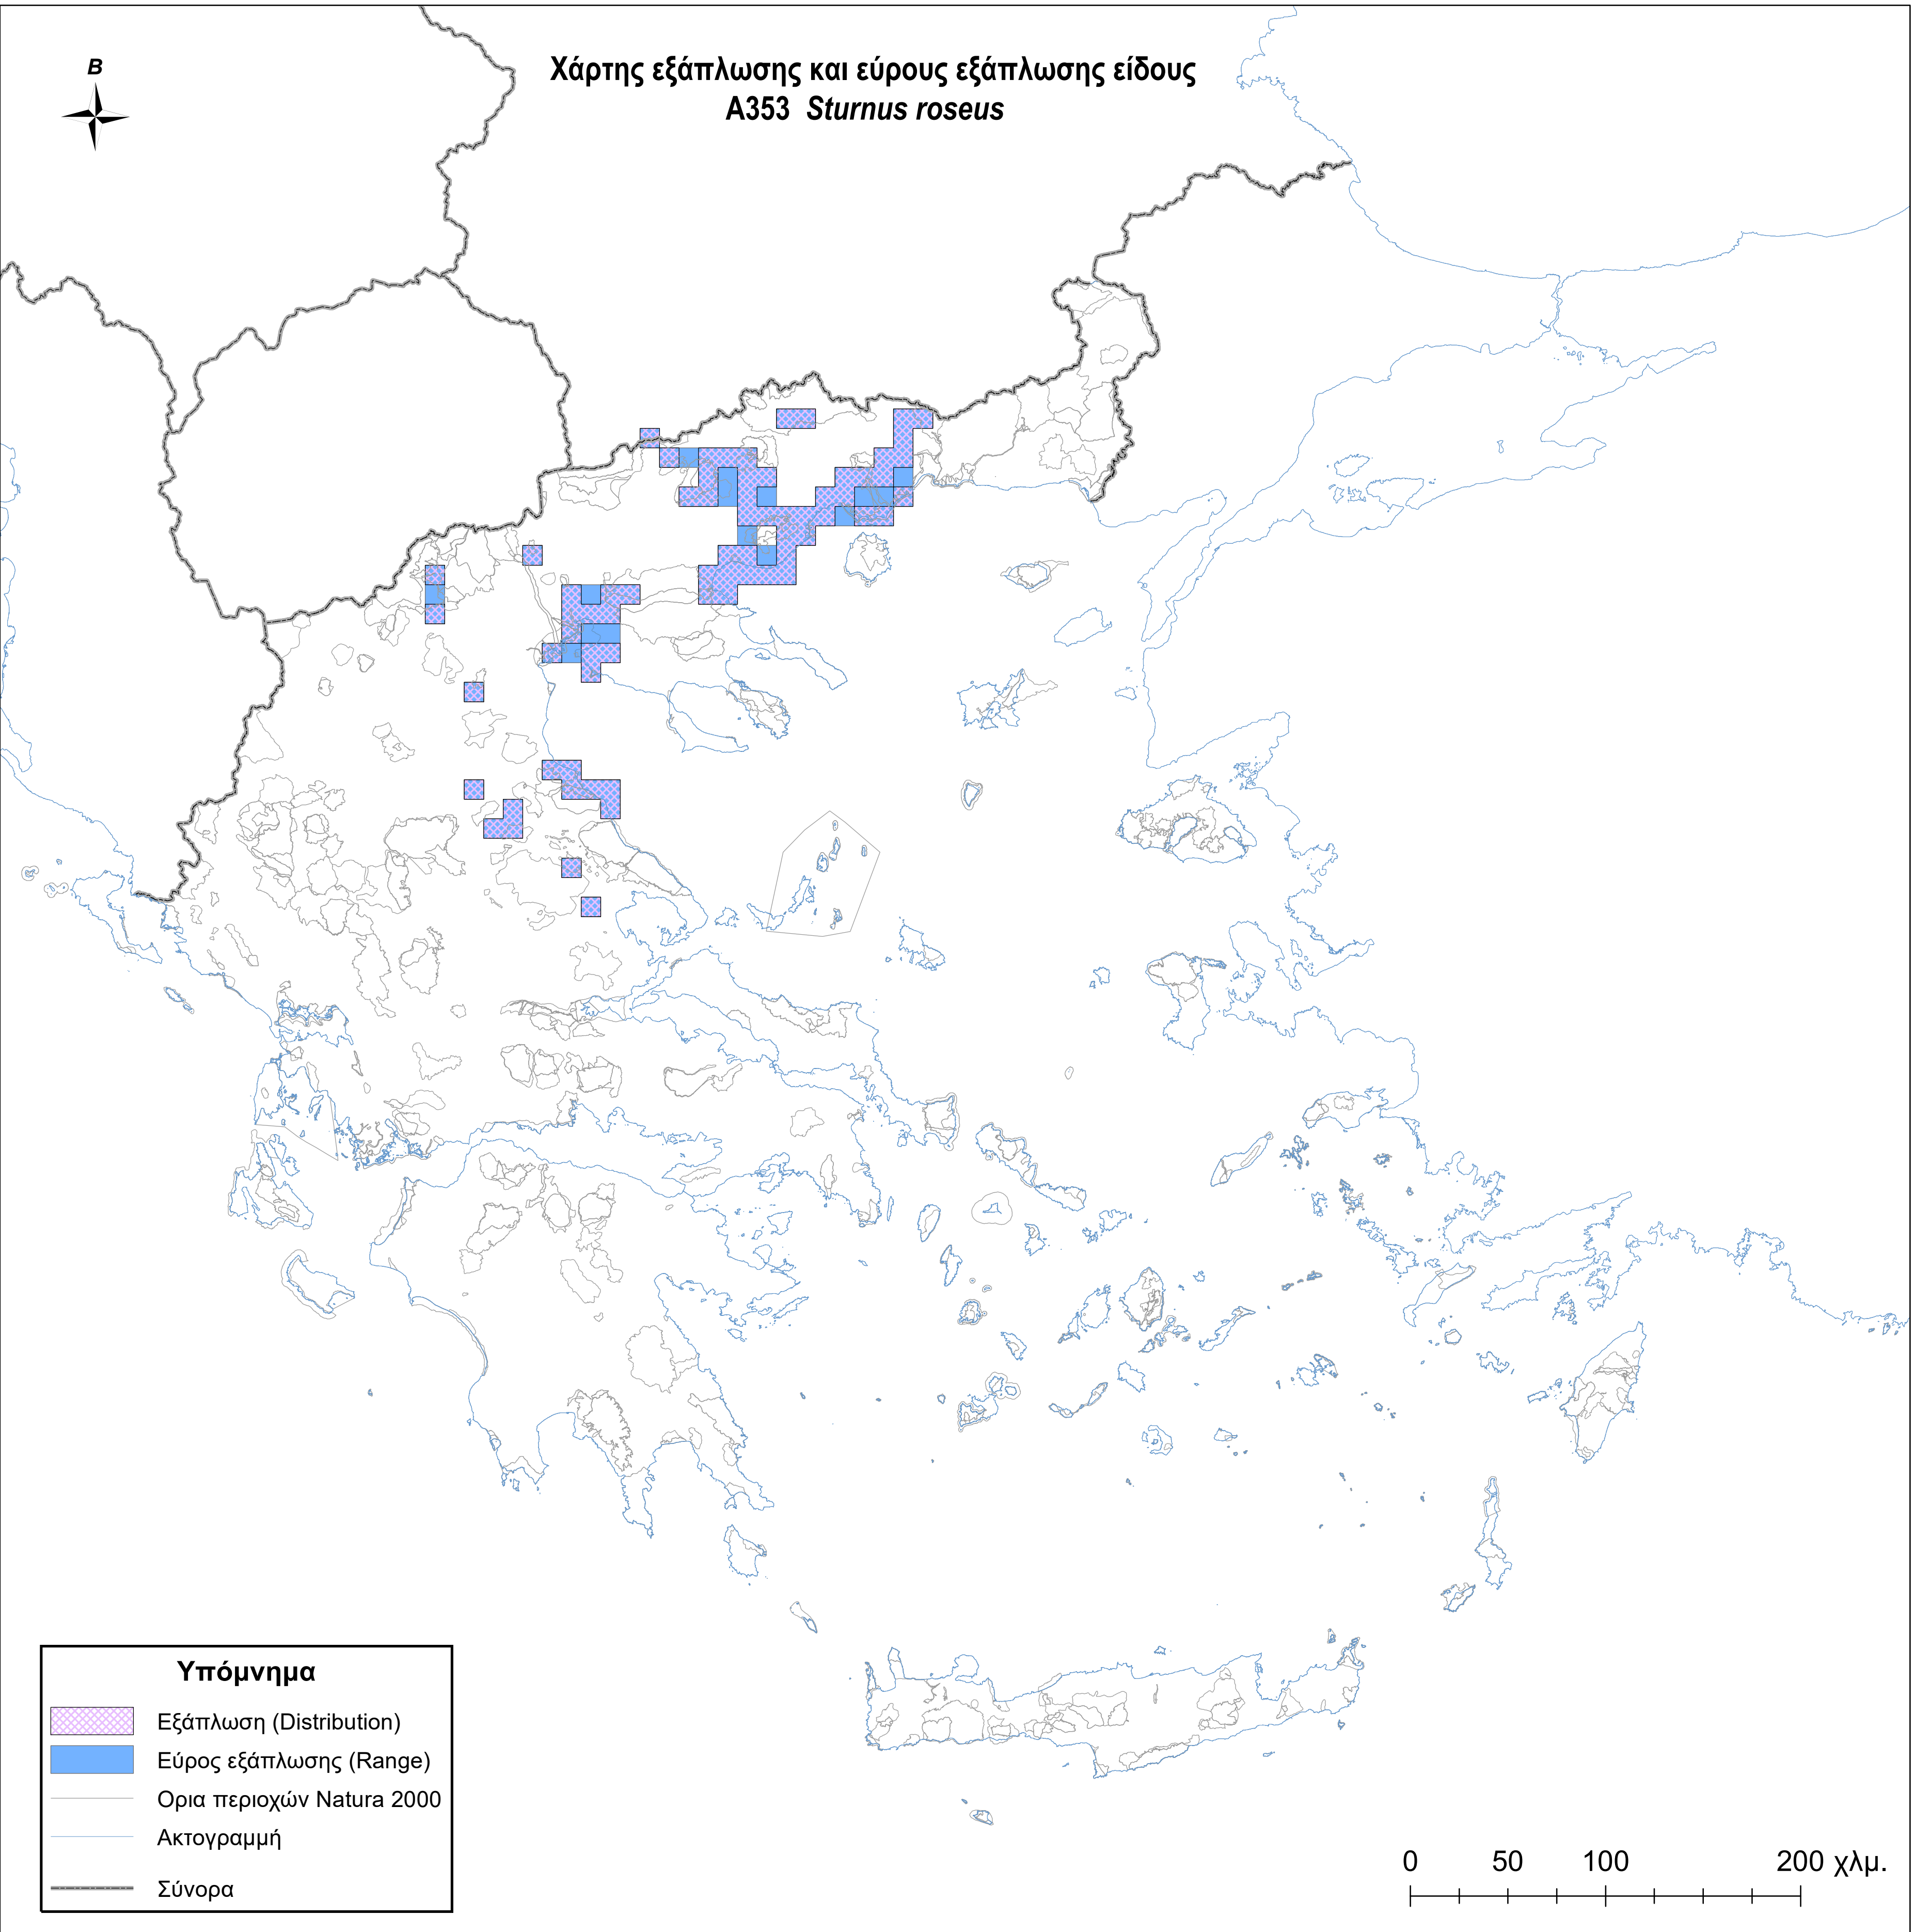 Χάρτης εξάπλωσης και εύρους εξάπλωσης είδους
A353 Sturnus roseus
B
Υπόμνημα
Εξάπλωση (Distribution)
Εύρος εξάπλωσης (Range)
Ορια περιοχών Natura 2000
Ακτογραμμή
Σύνορα
0 50 100 200 χλμ.